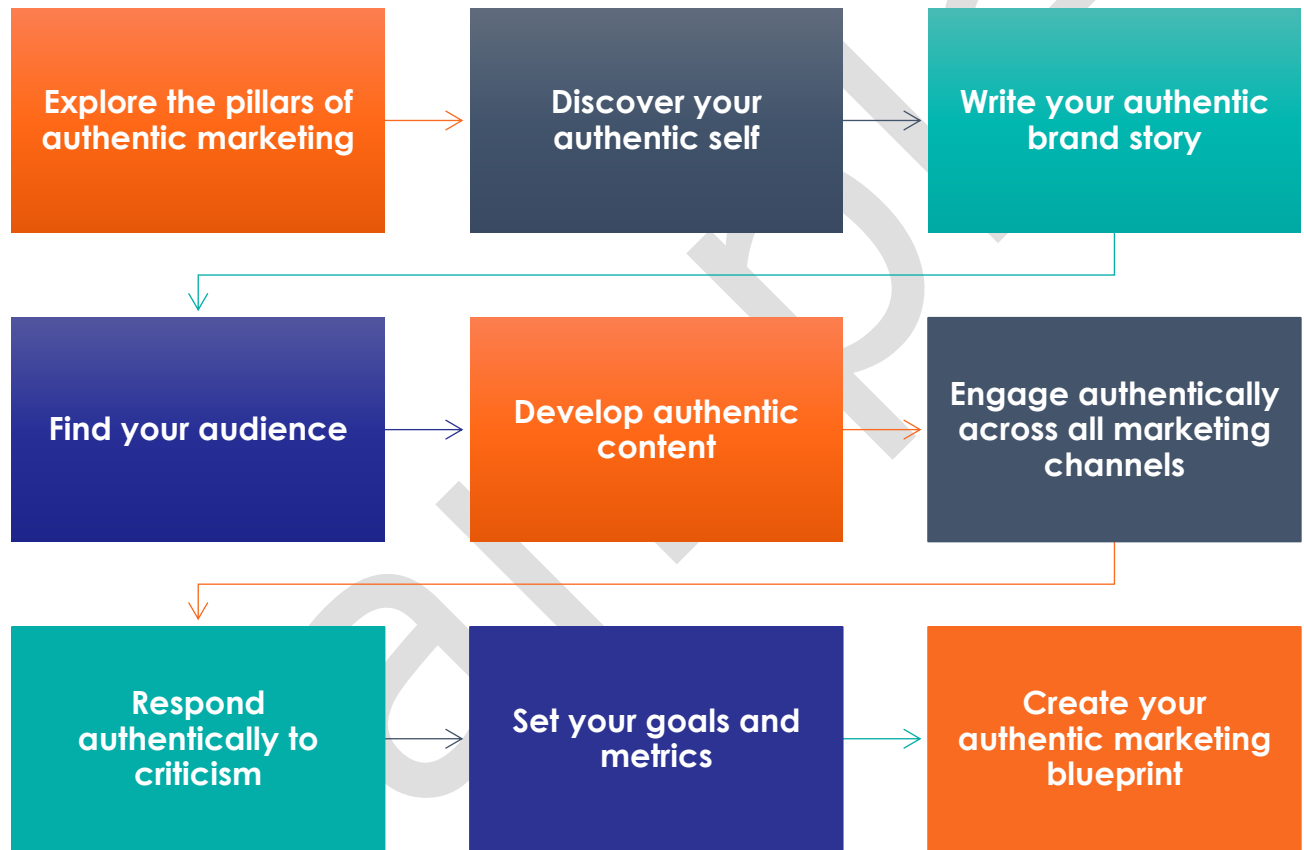 Explore the pillars of
authentic marketing
Discover your
authentic self
Write your authentic
brand story
Find your audience
Develop authentic
content
Engage authentically
across all marketing
channels
Respond
authentically to
criticism
Set your goals and
metrics
Create your
authentic marketing
blueprint